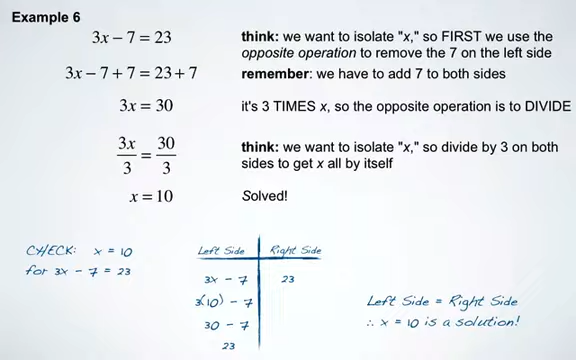 Example 6
3x − 7 = 23
think: we want to isolate "x," so FIRST we use the
opposite operation to remove the 7 on the left side
3x − 7 + 7 = 23 + 7
remember: we have to add 7 to both sides
3x = 30
it's 3 TIMES x, so the opposite operation is to DIVIDE
3x/3 = 30/3
think: we want to isolate "x," so divide by 3 on both
sides to get x all by itself
x = 10
Solved!
CHECK: x = 10
for 3x − 7 = 23
Left Side | Right Side
3x − 7 | 23
3(10) − 7
30 − 7
23
Left Side = Right Side
∴ x = 10 is a solution!